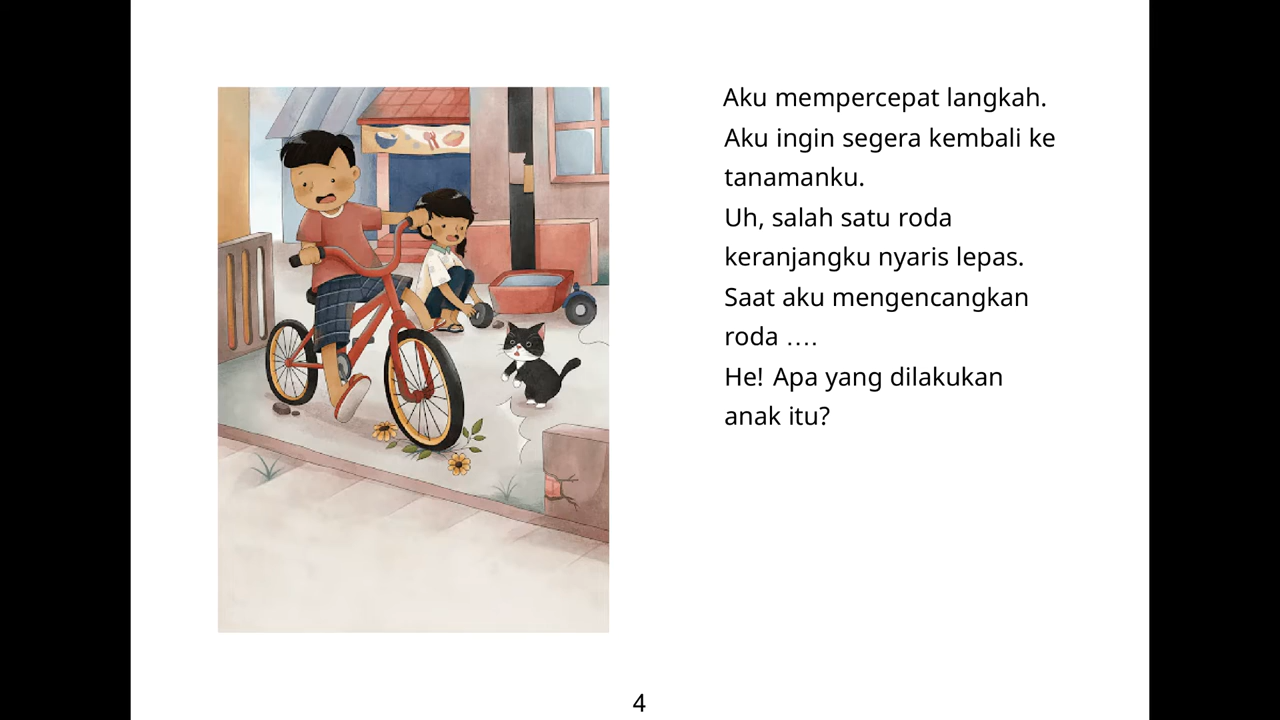 Aku mempercepat langkah.
Aku ingin segera kembali ke
tanamanku.
Uh, salah satu roda
keranjangku nyaris lepas.
Saat aku mengencangkan
roda ....
He! Apa yang dilakukan
anak itu?
4